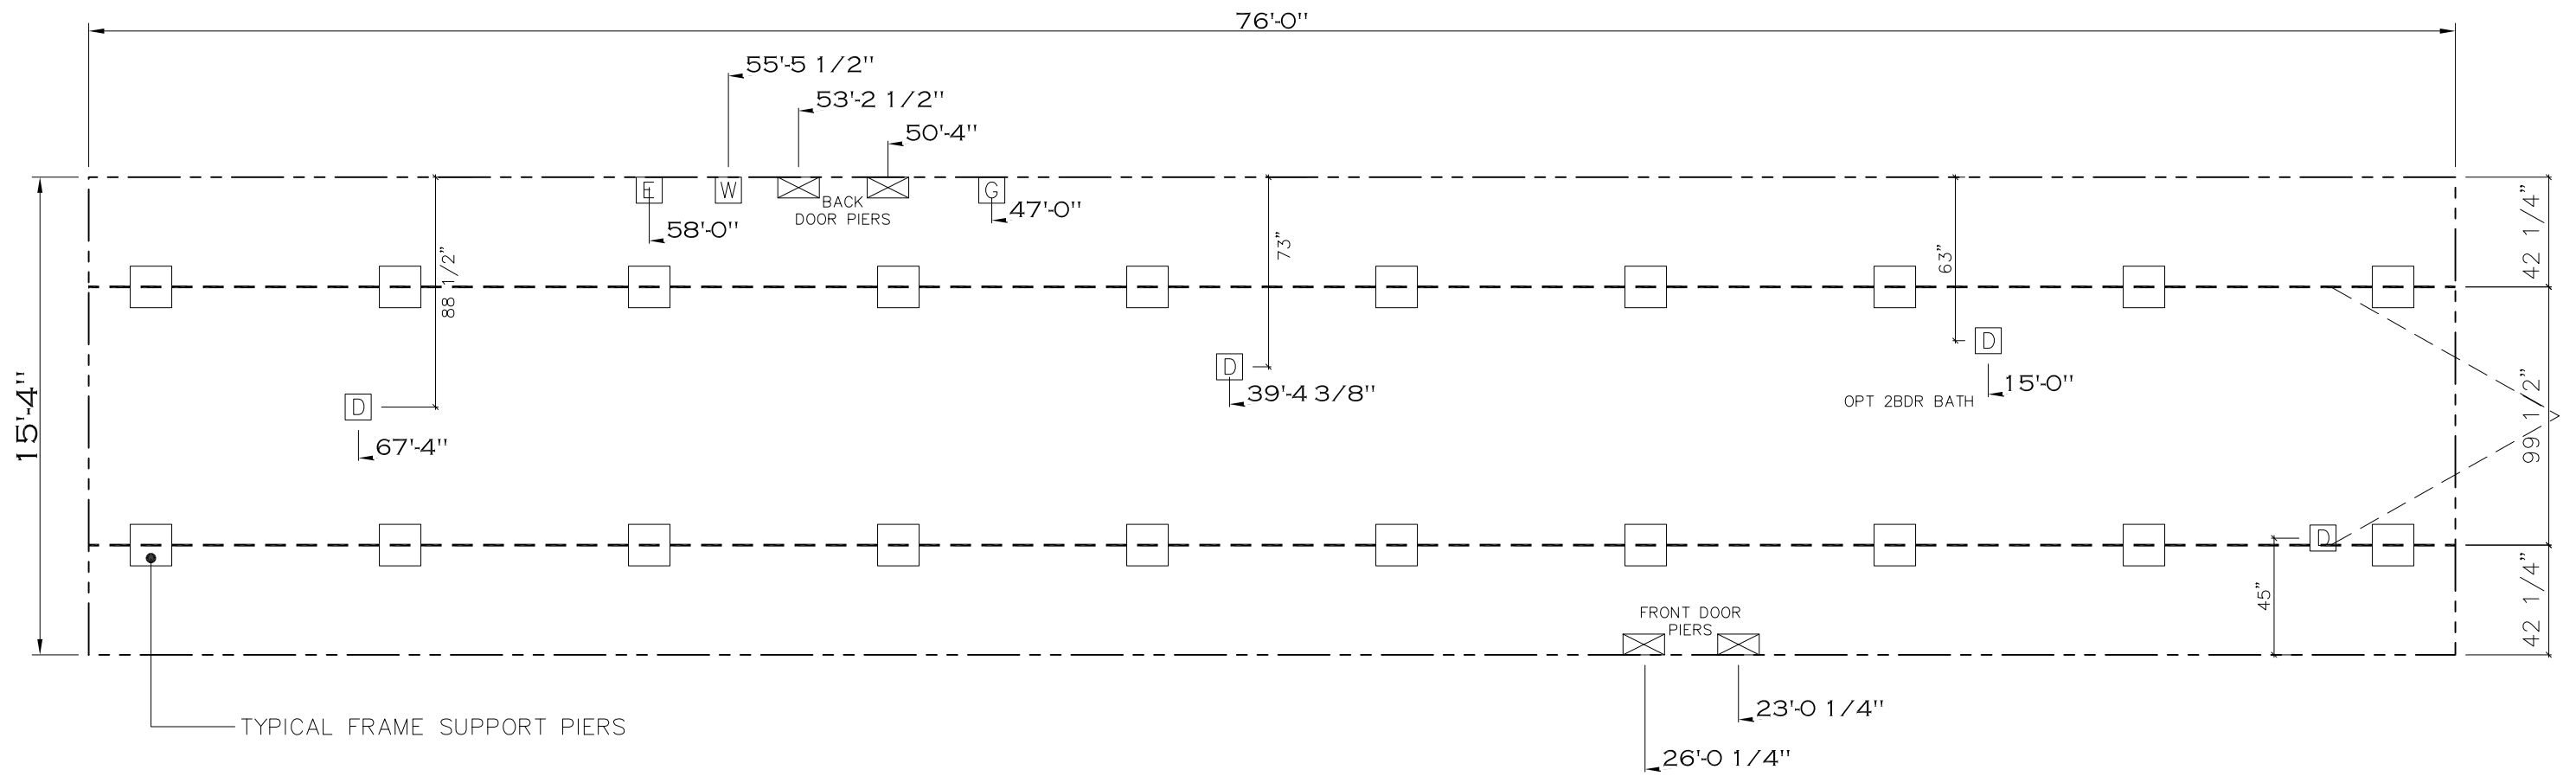 76'-0"
55'-5 1/2"
53'-2 1/2"
50'-4"
E
W
G
BACK
DOOR PIERS
47'-0"
58'-0"
42 1/4"
88 1/2"
73"
63"
D
D
D
39'-4 3/8"
15'-0"
OPT 2BDR BATH
67'-4"
15'-4"
99 1/2"
D
45"
42 1/4"
FRONT DOOR
PIERS
23'-0 1/4"
TYPICAL FRAME SUPPORT PIERS
26'-0 1/4"